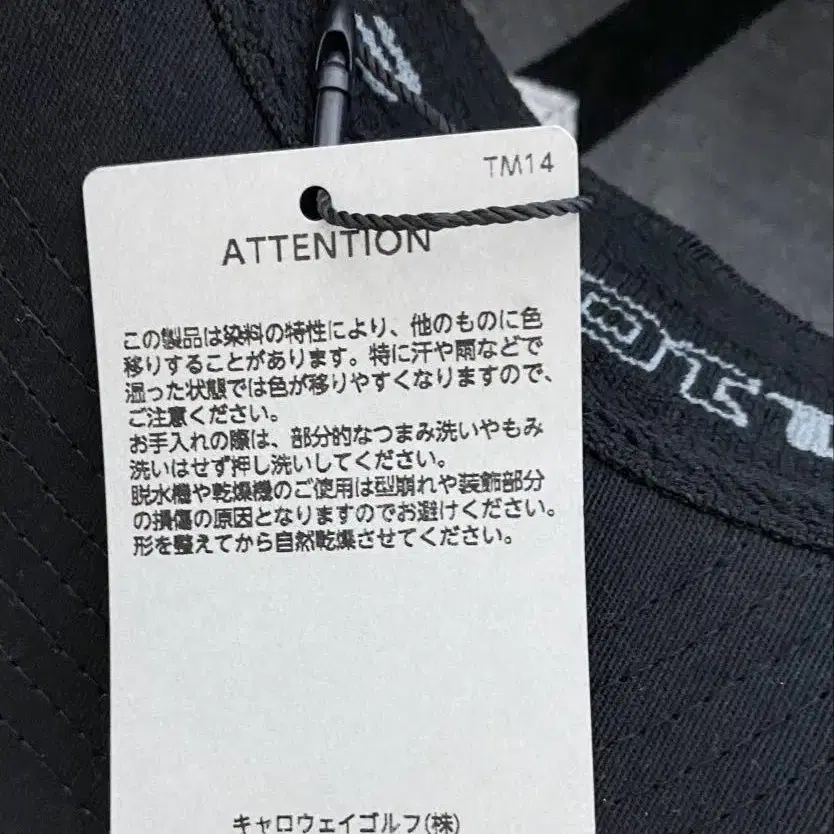 TM14
ATTENTION
この製品は染料の特性により、他のものに色
移りすることがあります。特に汗や雨などで
湿った状態では色が移りやすくなりますので、
ご注意ください。
お手入れの際は、部分的なつまみ洗いやもみ
洗いはせず押し洗いしてください。
脱水機や乾燥機のご使用は型崩れや装飾部分
の損傷の原因となりますのでお避けください。
形を整えてから自然乾燥させてください。
キャロウェイゴルフ(株)